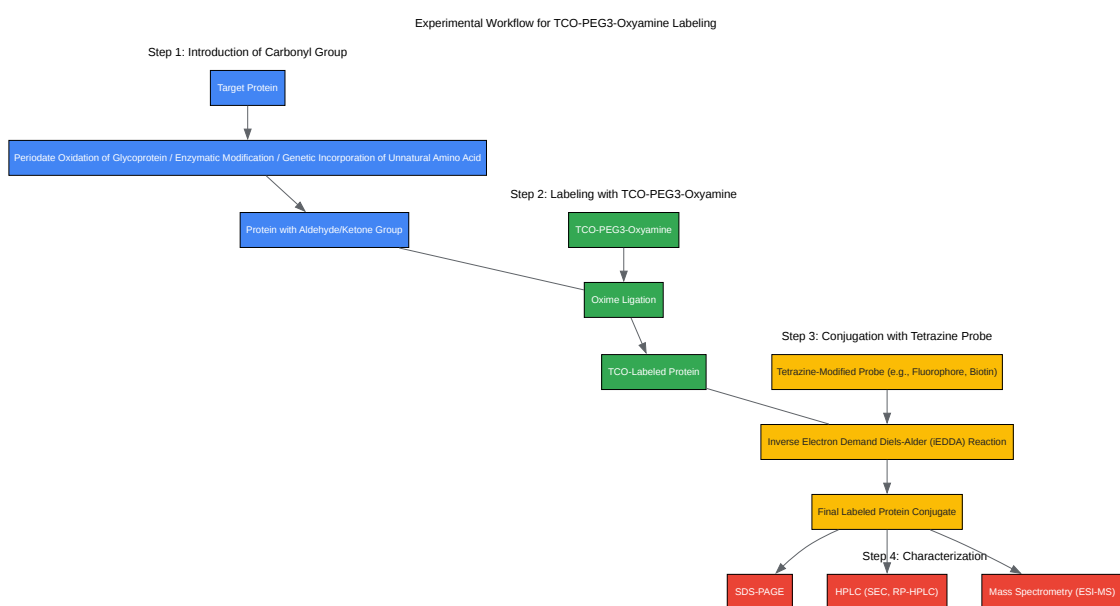 Experimental Workflow for TCO-PEG3-Oxyamine Labeling
Step 1: Introduction of Carbonyl Group
Target Protein
Periodate Oxidation of Glycoprotein / Enzymatic Modification / Genetic Incorporation of Unnatural Amino Acid
Protein with Aldehyde/Ketone Group
Step 2: Labeling with TCO-PEG3-Oxyamine
TCO-PEG3-Oxyamine
Oxime Ligation
TCO-Labeled Protein
Step 3: Conjugation with Tetrazine Probe
Tetrazine-Modified Probe (e.g., Fluorophore, Biotin)
Inverse Electron Demand Diels-Alder (iEDDA) Reaction
Final Labeled Protein Conjugate
Step 4: Characterization
SDS-PAGE
HPLC (SEC, RP-HPLC)
Mass Spectrometry (ESI-MS)